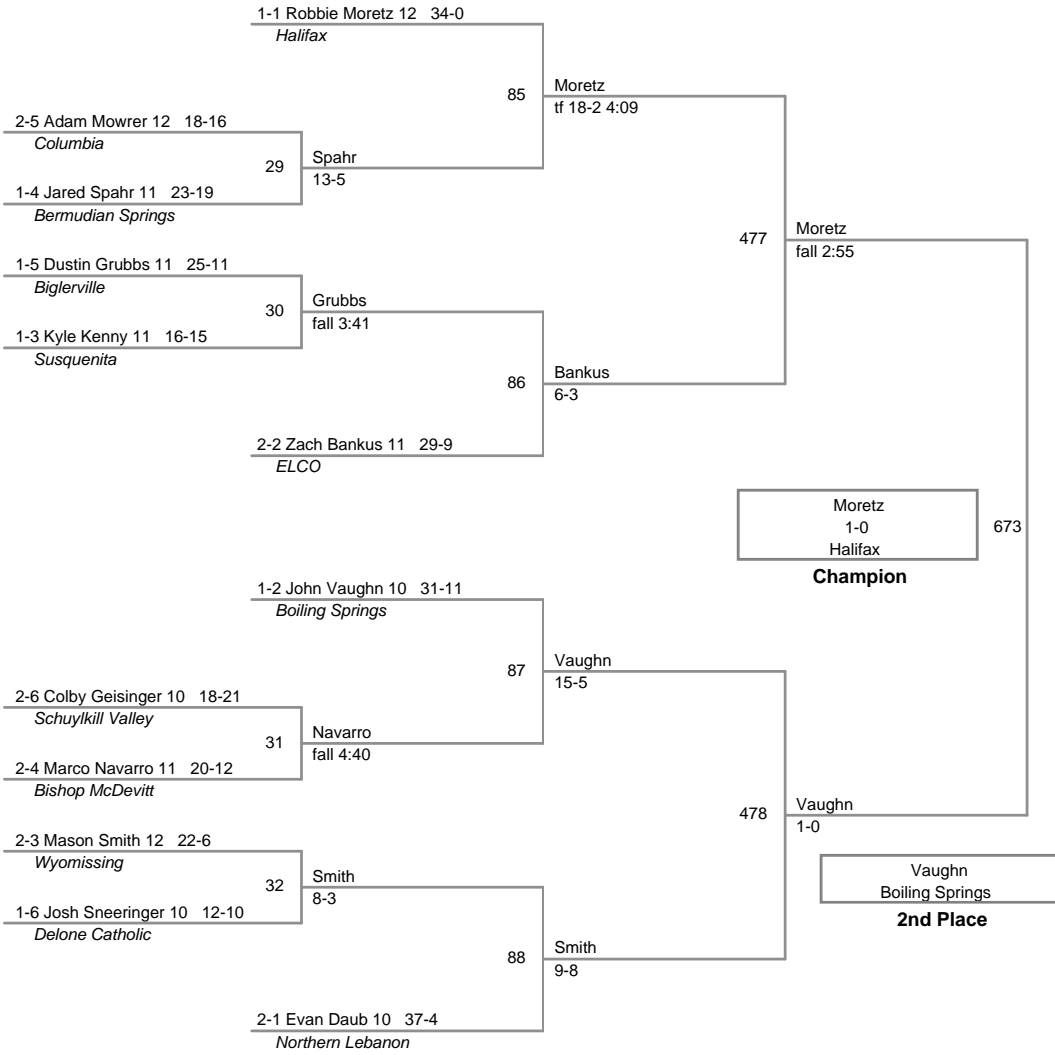 1-1 Robbie Moretz 12 34-0
Halifax
85
Moretz
tf 18-2 4:09
2-5 Adam Mowrer 12 18-16
Columbia
29
Spahr
13-5
1-4 Jared Spahr 11 23-19
Bermudian Springs
477
Moretz
fall 2:55
1-5 Dustin Grubbs 11 25-11
Biglerville
30
Grubbs
fall 3:41
1-3 Kyle Kenny 11 16-15
Susquenita
86
Bankus
6-3
2-2 Zach Bankus 11 29-9
ELCO
Moretz
1-0
Halifax
Champion
673
1-2 John Vaughn 10 31-11
Boiling Springs
87
Vaughn
15-5
2-6 Colby Geisinger 10 18-21
Schuylkill Valley
31
Navarro
fall 4:40
2-4 Marco Navarro 11 20-12
Bishop McDevitt
478
Vaughn
1-0
2-3 Mason Smith 12 22-6
Wyomissing
32
Smith
8-3
1-6 Josh Sneeringer 10 12-10
Delone Catholic
Vaughn
Boiling Springs
2nd Place
88
Smith
9-8
2-1 Evan Daub 10 37-4
Northern Lebanon